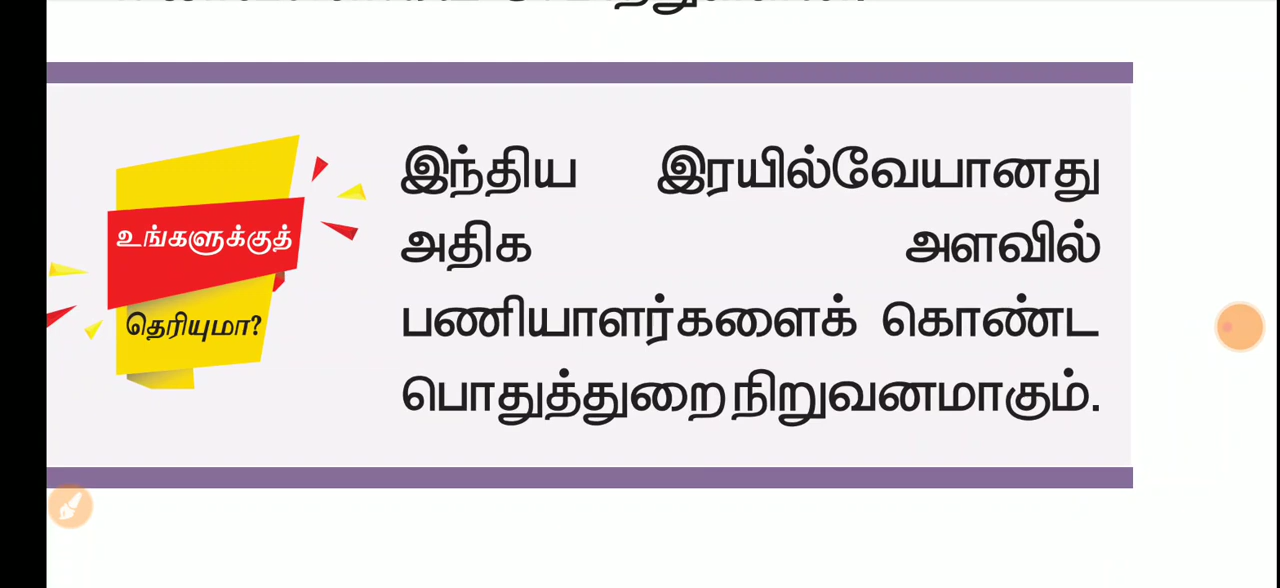 உங்களுக்குத்
தெரியுமா?
இந்திய இரயில்வேயானது
அதிக அளவில்
பணியாளர்களைக் கொண்ட
பொதுத்துறை நிறுவனமாகும்.